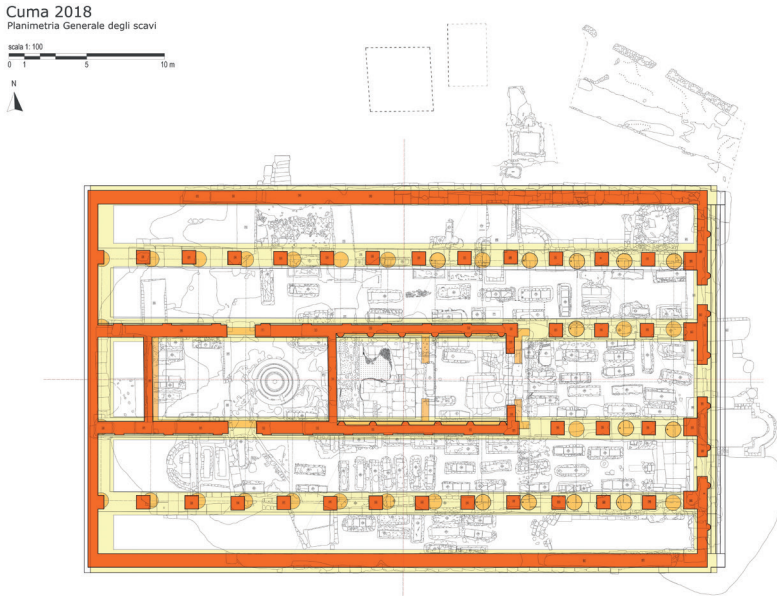 Cuma 2018
Planimetria Generale degli scavi
scala 1: 100
0 1 5 10 m
N